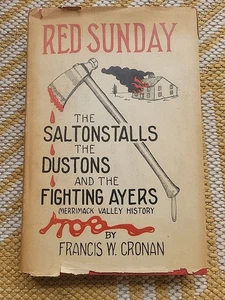 RED SUNDAY
THE
SALTONSTALLS
THE
DUSTONS
AND THE
FIGHTING AYERS
MERRIMACK VALLEY HISTORY
BY
FRANCIS W. CRONAN